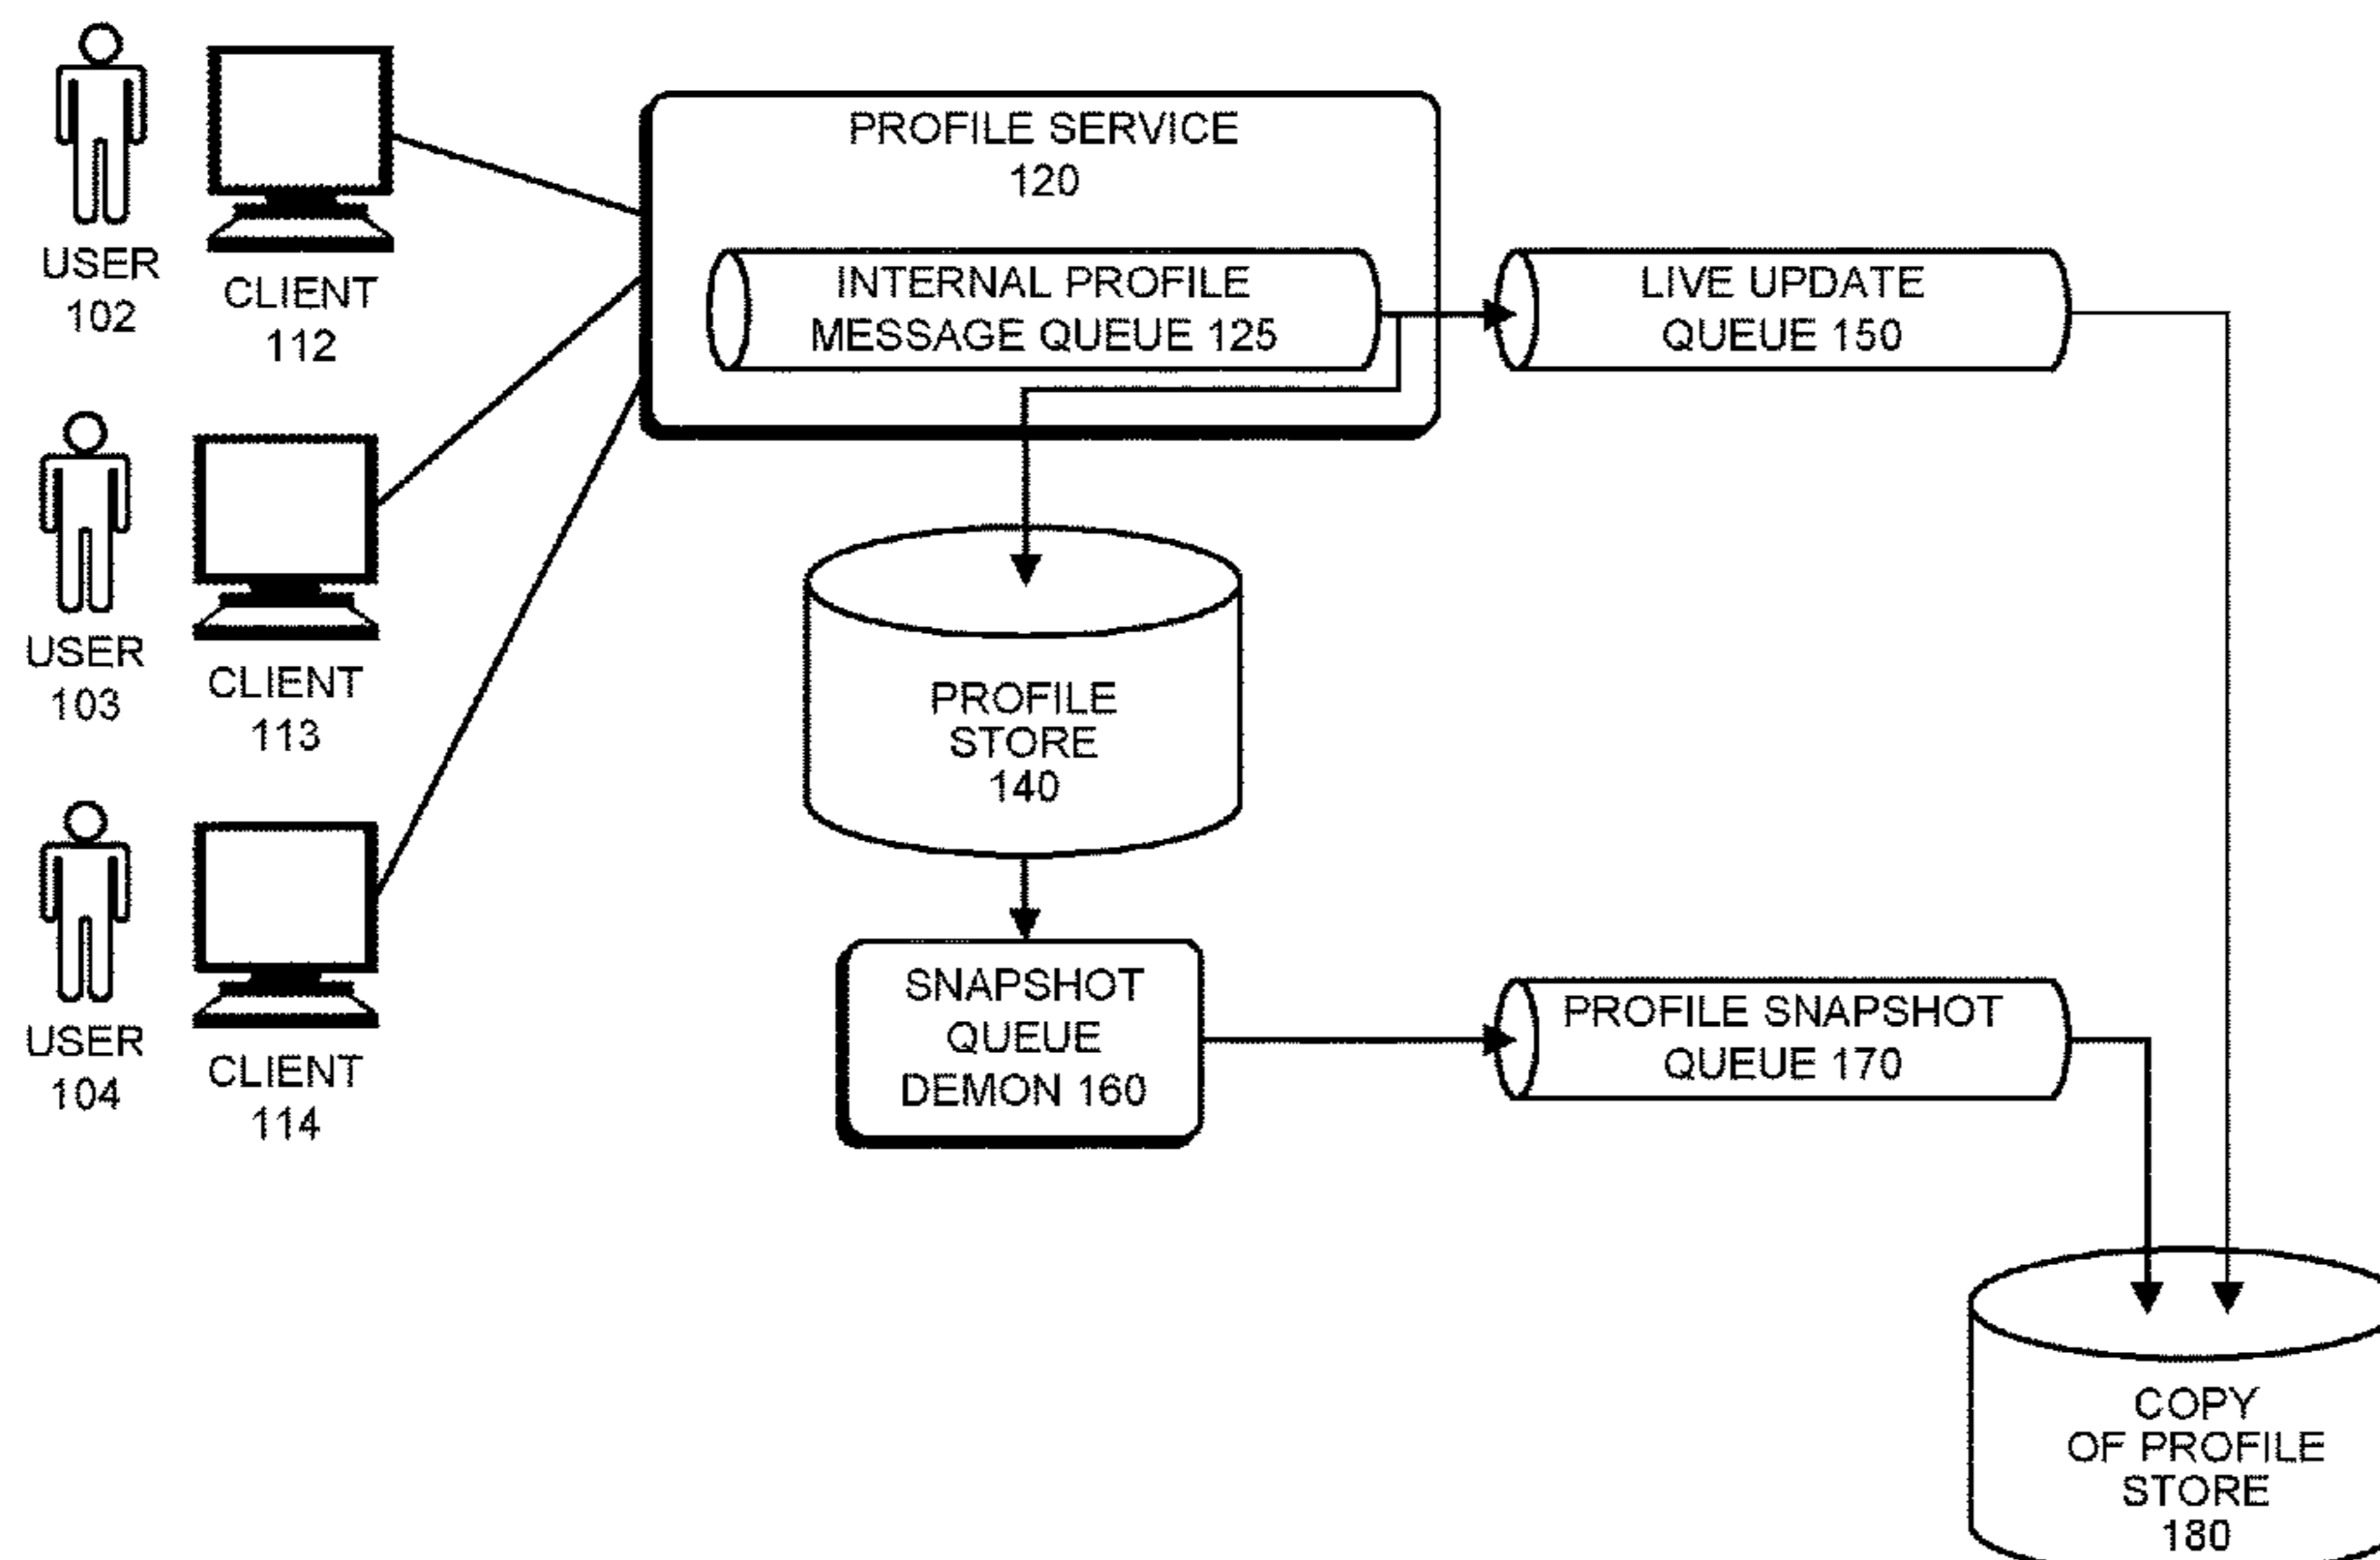 USER
102
CLIENT
112
PROFILE SERVICE
120
INTERNAL PROFILE
MESSAGE QUEUE 125
LIVE UPDATE
QUEUE 150
USER
103
CLIENT
113
PROFILE
STORE
140
USER
104
CLIENT
114
SNAPSHOT
QUEUE
DEMON 160
PROFILE SNAPSHOT
QUEUE 170
COPY
OF PROFILE
STORE
180